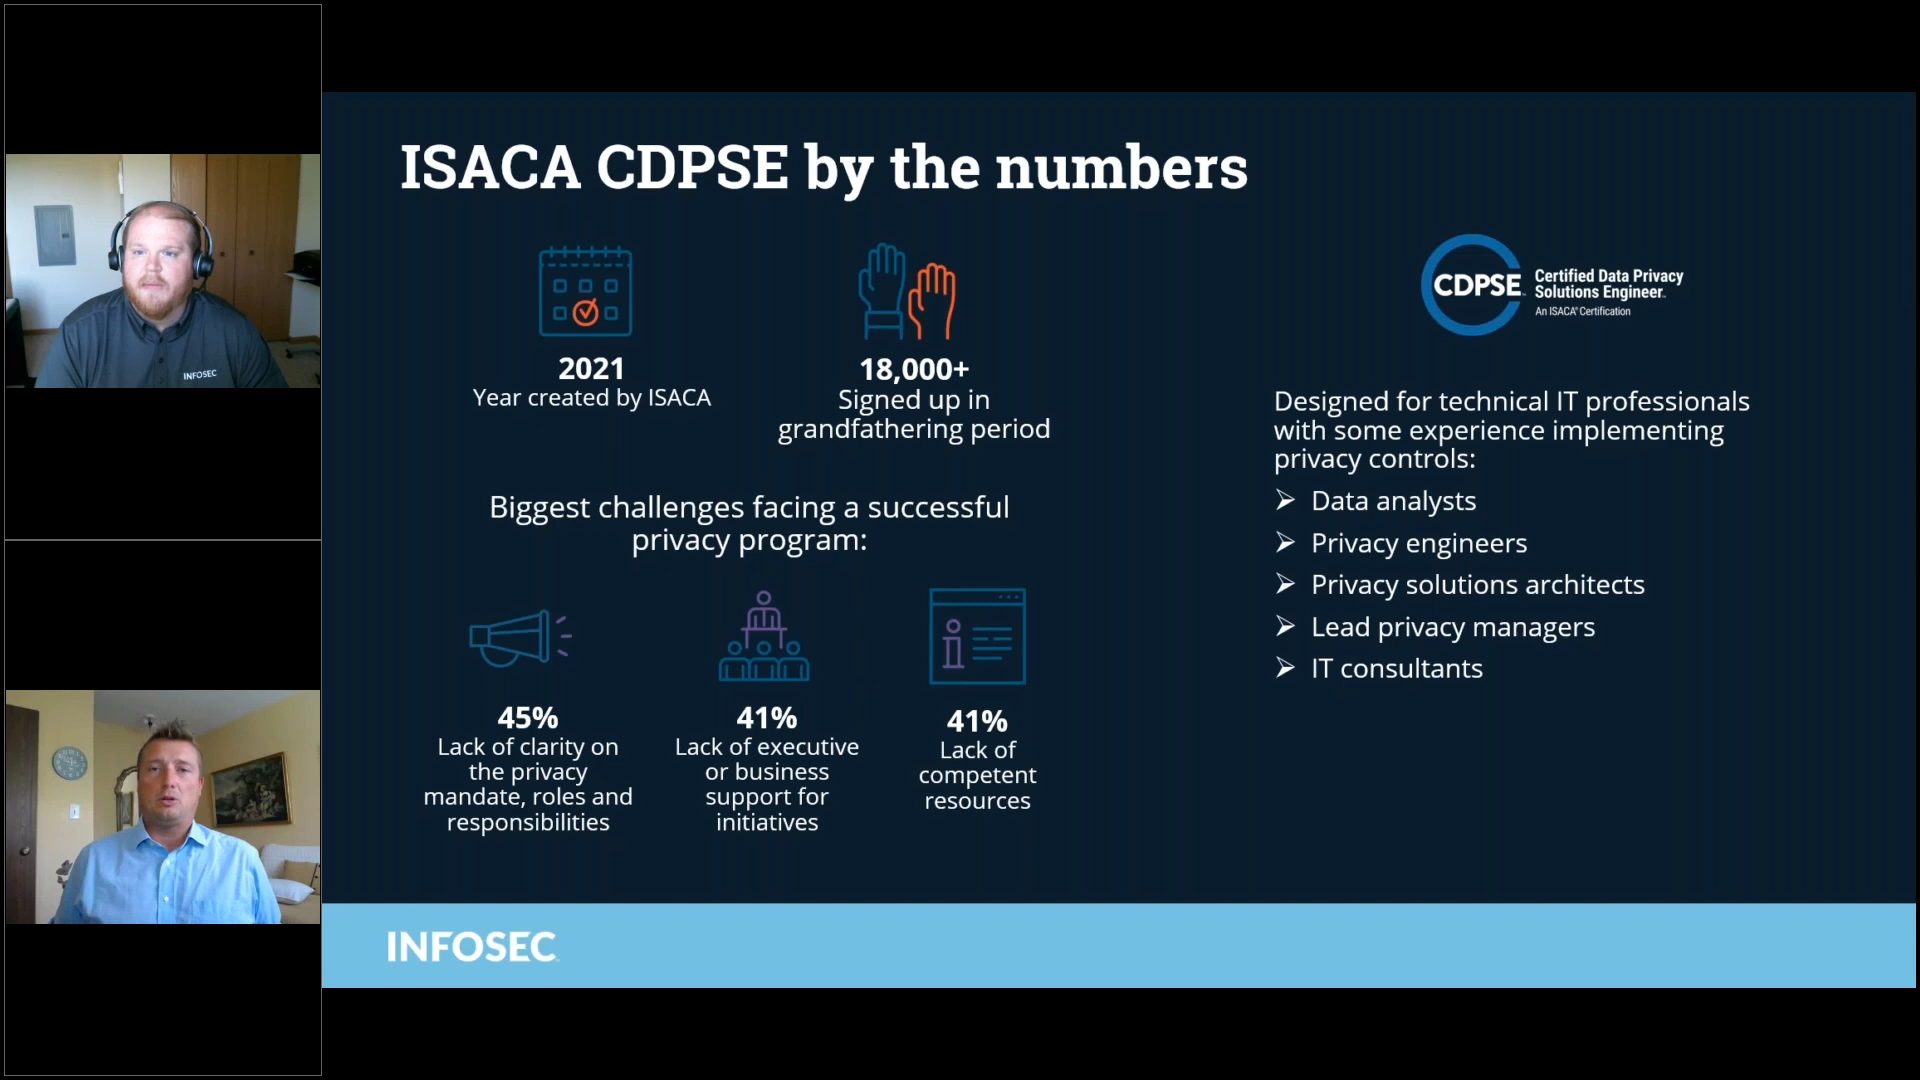 INFOSEC
ISACA CDPSE by the numbers
2021
Year created by ISACA
18,000+
Signed up in
grandfathering period
Biggest challenges facing a successful
privacy program:
45%
Lack of clarity on
the privacy
mandate, roles and
responsibilities
41%
Lack of executive
or business
support for
initiatives
41%
Lack of
competent
resources
CDPSE
Certified Data Privacy
Solutions Engineer
An ISACA® Certification
Designed for technical IT professionals
with some experience implementing
privacy controls:
➢ Data analysts
➢ Privacy engineers
➢ Privacy solutions architects
➢ Lead privacy managers
➢ IT consultants
INFOSEC